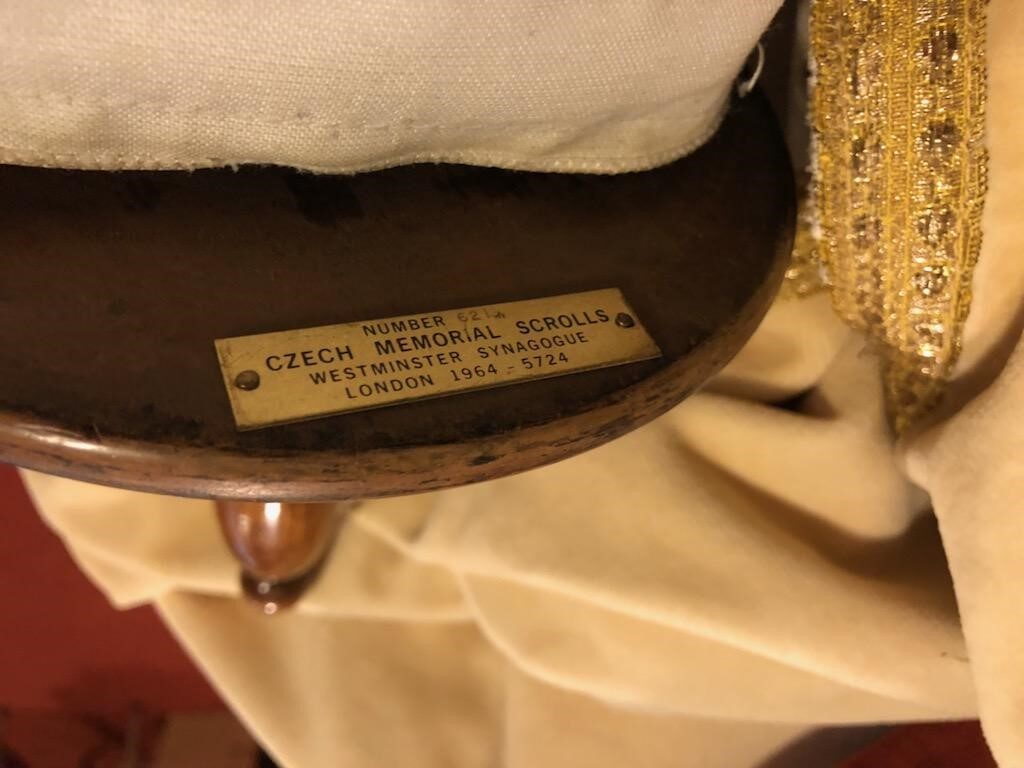 NUMBER 621
CZECH MEMORIAL SCROLLS
WESTMINSTER SYNAGOGUE
LONDON 1964 - 5724